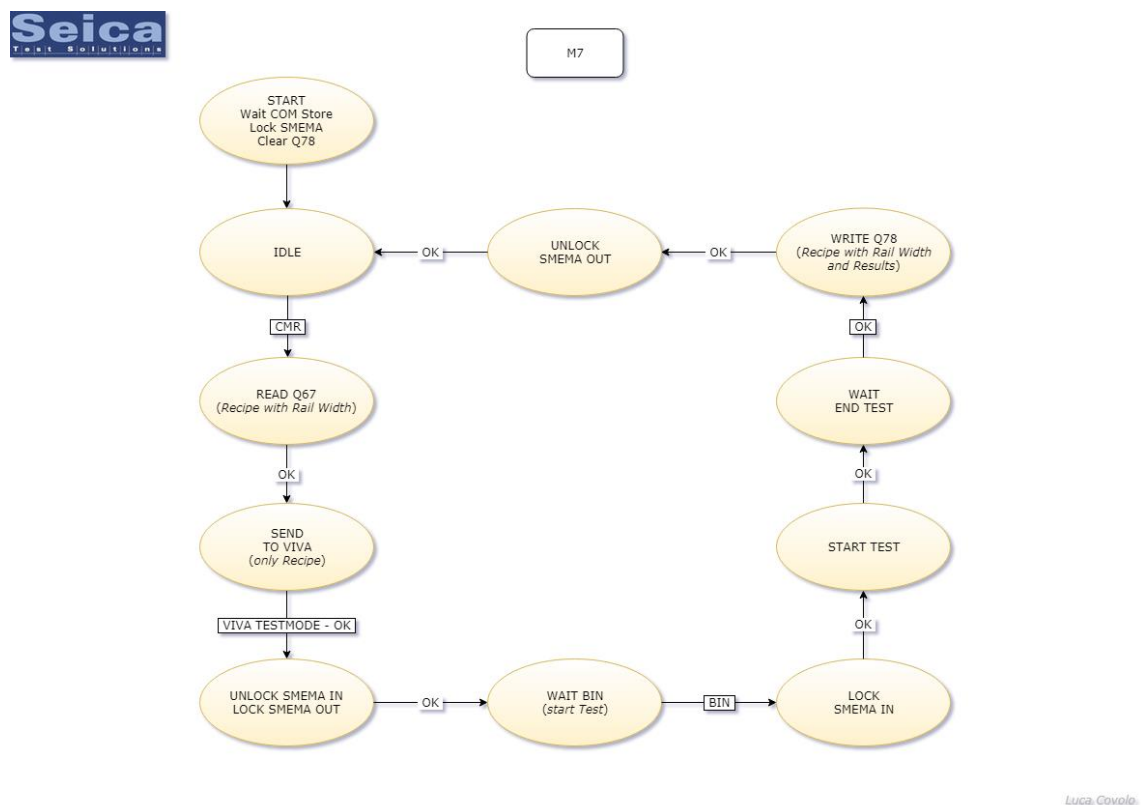 Seica
Test Solutions
M7
START
Wait COM Store
Lock SMEMA
Clear Q78
IDLE
OK
UNLOCK
SMEMA OUT
OK
WRITE Q78
(Recipe with Rail Width
and Results)
CMR
OK
READ Q67
(Recipe with Rail Width)
WAIT
END TEST
OK
OK
SEND
TO VIVA
(only Recipe)
START TEST
VIVA TESTMODE - OK
OK
UNLOCK SMEMA IN
LOCK SMEMA OUT
OK
WAIT BIN
(start Test)
BIN
LOCK
SMEMA IN
Luca Covolo